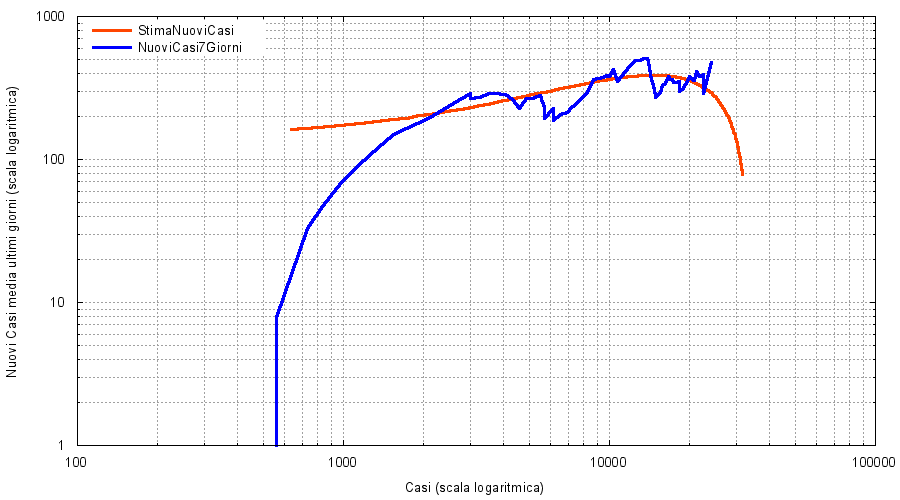 1000
StimaNuoviCasi
NuoviCasi7Giorni
100
10
1
Nuovi Casi media ultimi giorni (scala logaritmica)
100 1000 10000 100000
Casi (scala logaritmica)